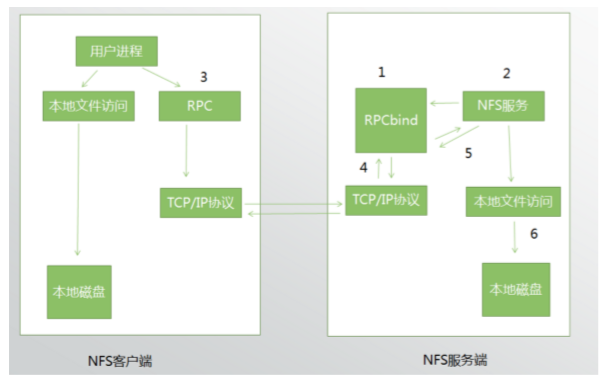 用户进程
3
本地文件访问
RPC
TCP/IP协议
本地磁盘
NFS客户端
1
2
RPCbind
NFS服务
5
4
TCP/IP协议
本地文件访问
6
本地磁盘
NFS服务端